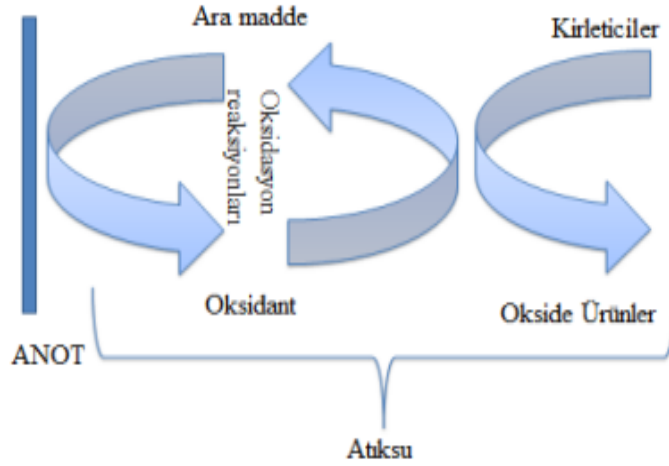 Ara madde
Kirleticiler
Oksidasyon
reaksiyonları
Oksidant
Okside Ürünler
ANOT
Atıksu